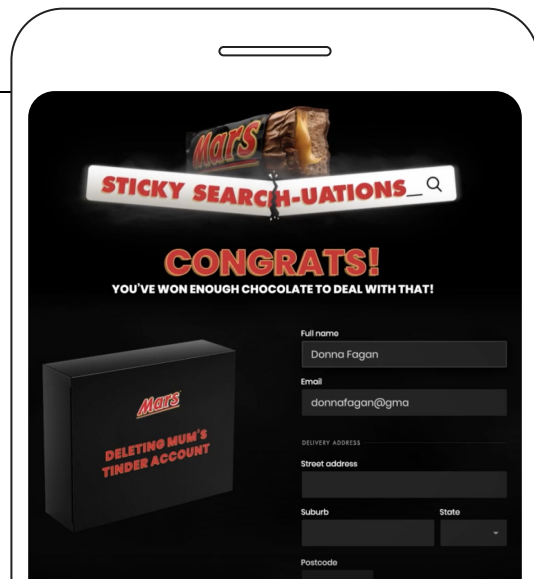 Mars
STICKY SEARCH-UATIONS_
CONGRATS!
YOU'VE WON ENOUGH CHOCOLATE TO DEAL WITH THAT!
Mars
DELETING MUM'S
TINDER ACCOUNT
Full name
Donna Fagan
Email
donnafagan@gma
DELIVERY ADDRESS
Street address
Suburb State
Postcode